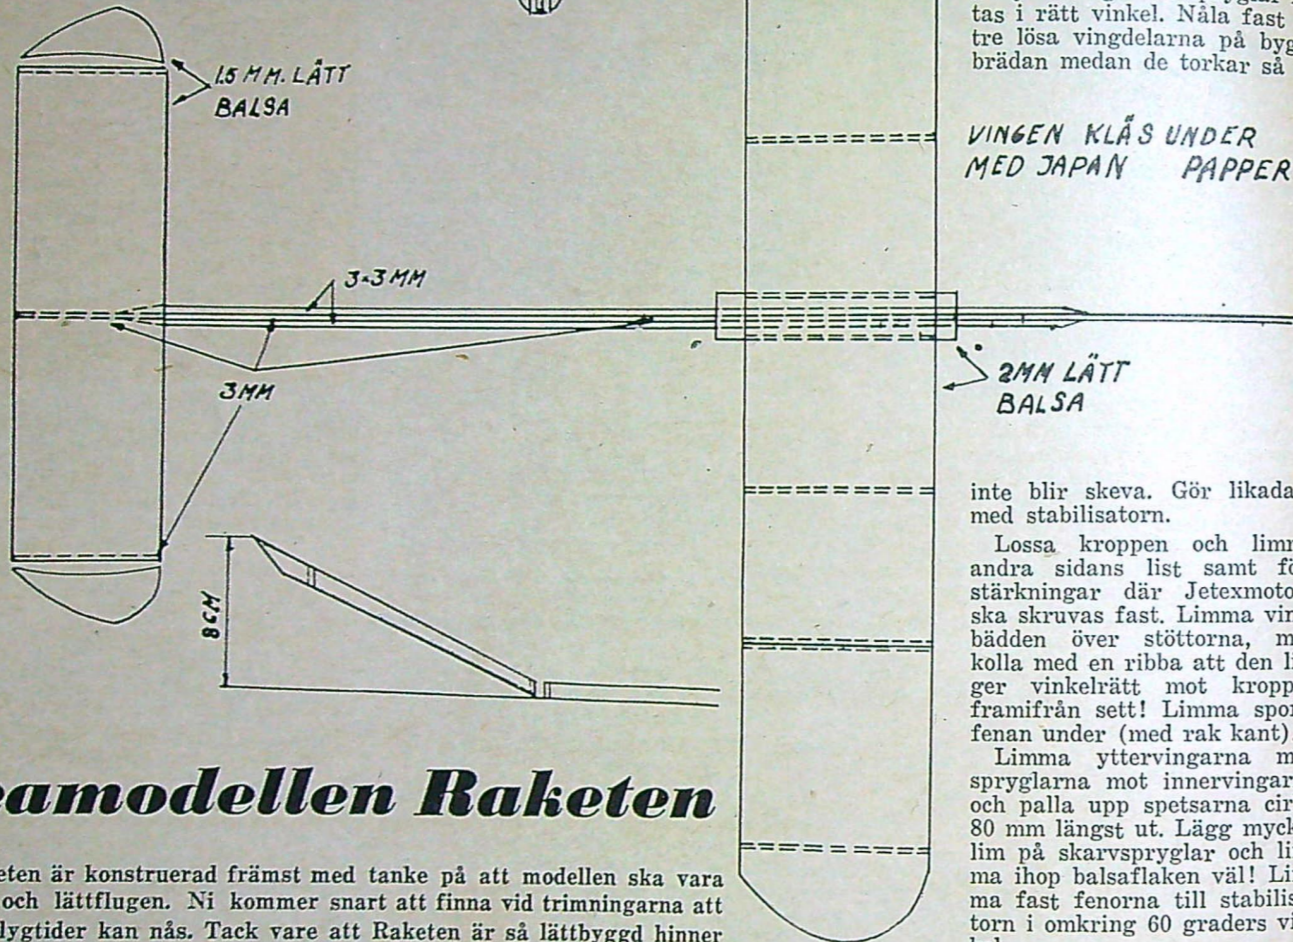 tas i rätt vinkel. Nåla fast
tre lösa vingdelarna på byg
brädan medan de torkar så
1.5 MM. LÄTT
BALSA
VINGEN KLÄS UNDER
MED JAPAN PAPPER
3×3 MM
3MM
2MM LÄTT
BALSA
8 CM
inte blir skeva. Gör likada
med stabilisatorn.
Lossa kroppen och limm
andra sidans list samt fö
stärkningar där Jetexmoto
ska skruvas fast. Limma vin
bädden över stöttorna, m
kolla med en ribba att den li
ger vinkelrätt mot kropp
framifrån sett! Limma spor
fenan under (med rak kant)
Limma yttervingarna m
spryglarna mot innervingar
och palla upp spetsarna cir
80 mm längst ut. Lägg myck
lim på skarvspryglar och li
ma ihop balsaflaken väl! Li
ma fast fenorna till stabilis
torn i omkring 60 graders vi
eamodellen Raketen
eten är konstruerad främst med tanke på att modellen ska vara
och lättflugen. Ni kommer snart att finna vid trimningarna att
lygtider kan nås. Tack vare att Raketen är så lättbyggd hinner